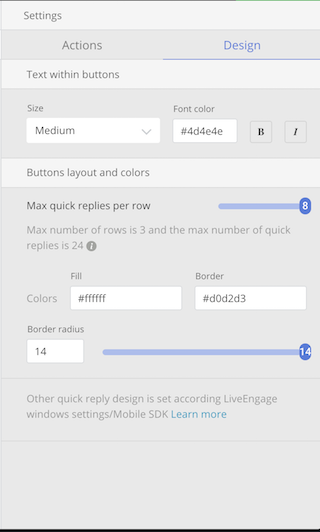 Settings
Actions Design
Text within buttons
Size Font color
Medium #4d4e4e B I
Buttons layout and colors
Max quick replies per row 8
Max number of rows is 3 and the max number of quick
replies is 24 i
Fill Border
Colors #ffffff #d0d2d3
Border radius
14 14
Other quick reply design is set according LiveEngage
windows settings/Mobile SDK Learn more